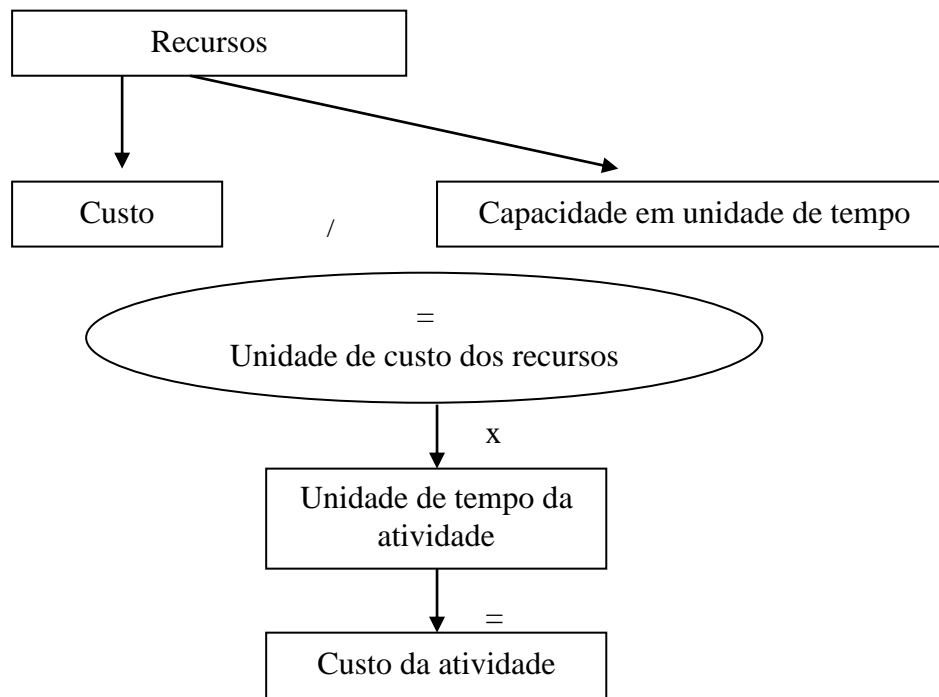 Recursos
Custo
/
Capacidade em unidade de tempo
=
Unidade de custo dos recursos
x
Unidade de tempo da
atividade
=
Custo da atividade